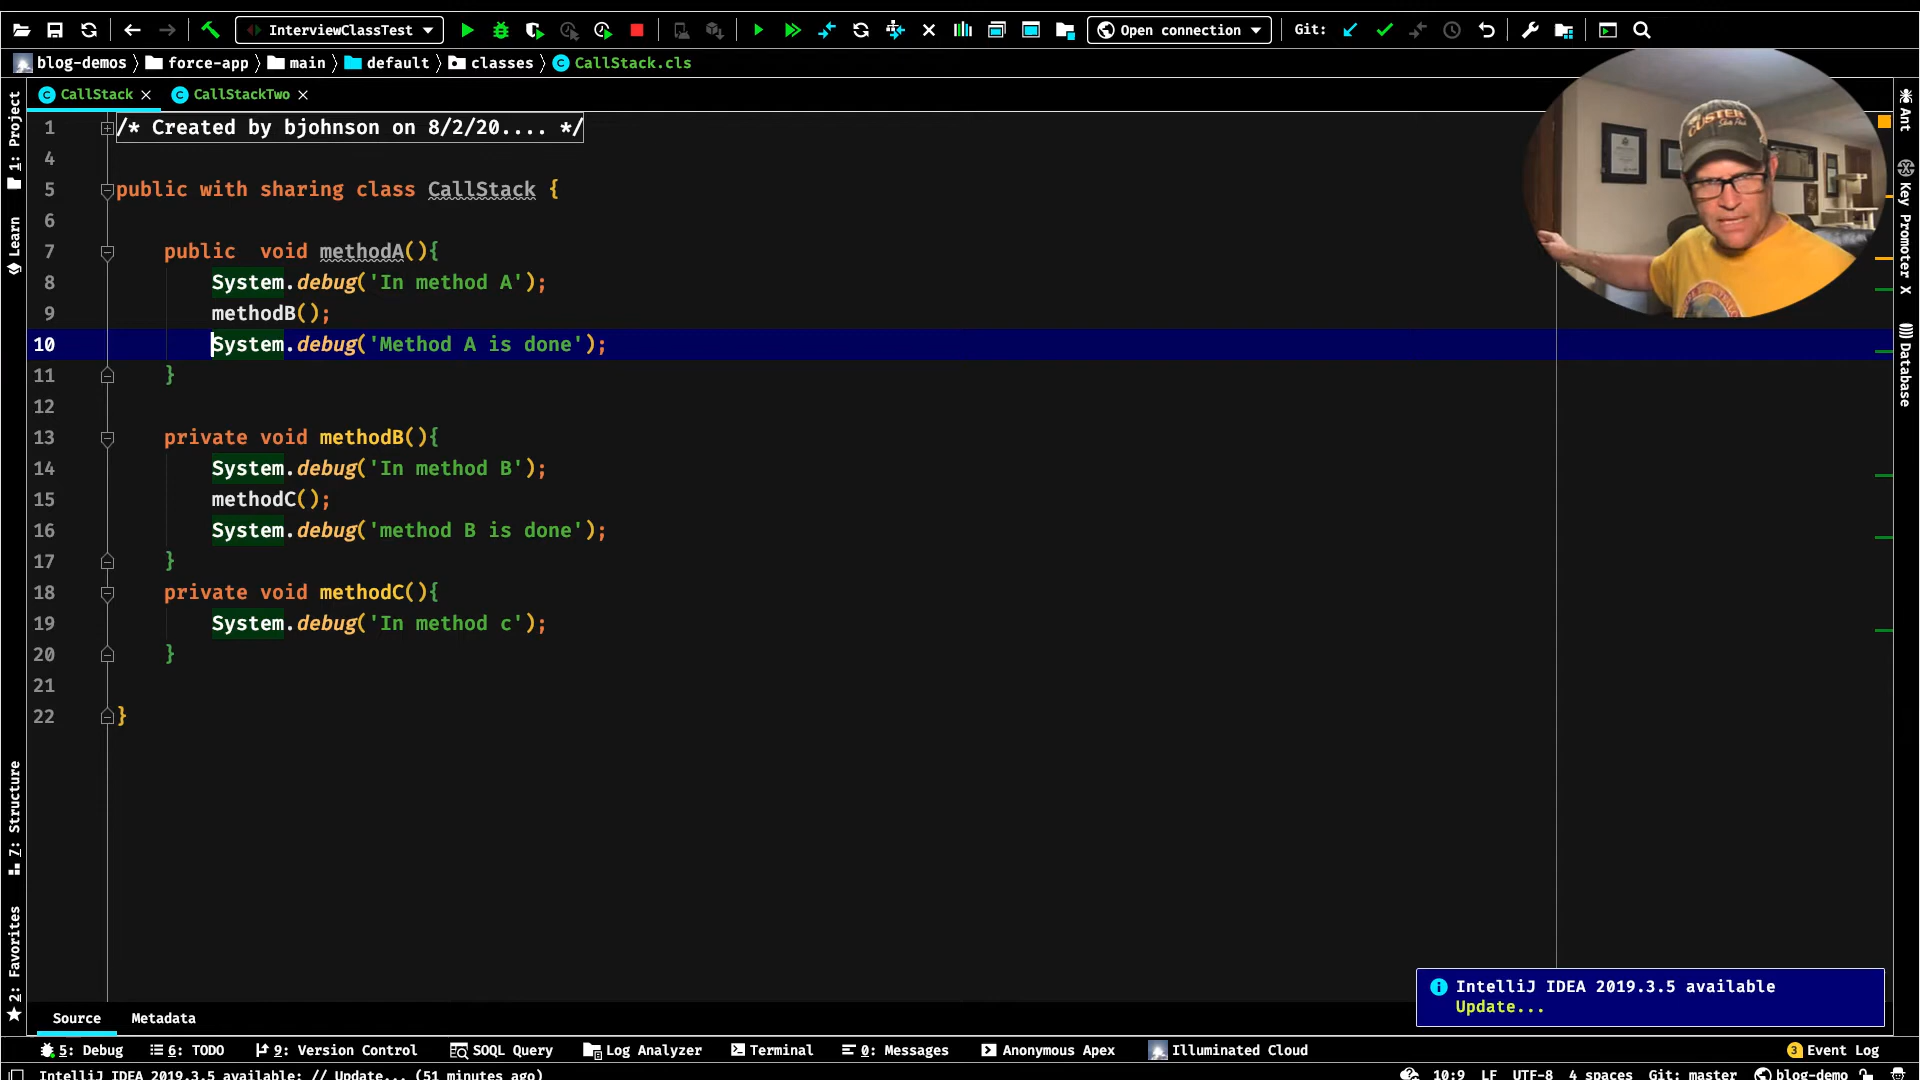 InterviewClassTest
Open connection
Git:
blog-demos force-app main default classes CallStack.cls
CallStack CallStackTwo
1: Project
Learn
7: Structure
2: Favorites
1 /* Created by bjohnson on 8/2/20.... */
4
5 public with sharing class CallStack {
6
7 public  void methodA(){
8 System.debug('In method A');
9 methodB();
10 System.debug('Method A is done');
11 }
12
13 private void methodB(){
14 System.debug('In method B');
15 methodC();
16 System.debug('method B is done');
17 }
18 private void methodC(){
19 System.debug('In method c');
20 }
21
22 }
CUSTER
Ant
Key Promoter X
Database
IntelliJ IDEA 2019.3.5 available
Update...
Source Metadata
5: Debug 6: TODO 9: Version Control SOQL Query Log Analyzer Terminal 0: Messages Anonymous Apex Illuminated Cloud 3 Event Log
IntelliJ IDEA 2019.3.5 available: // Update... (51 minutes ago) 10:9 LF UTF-8 4 spaces Git: master blog-demo